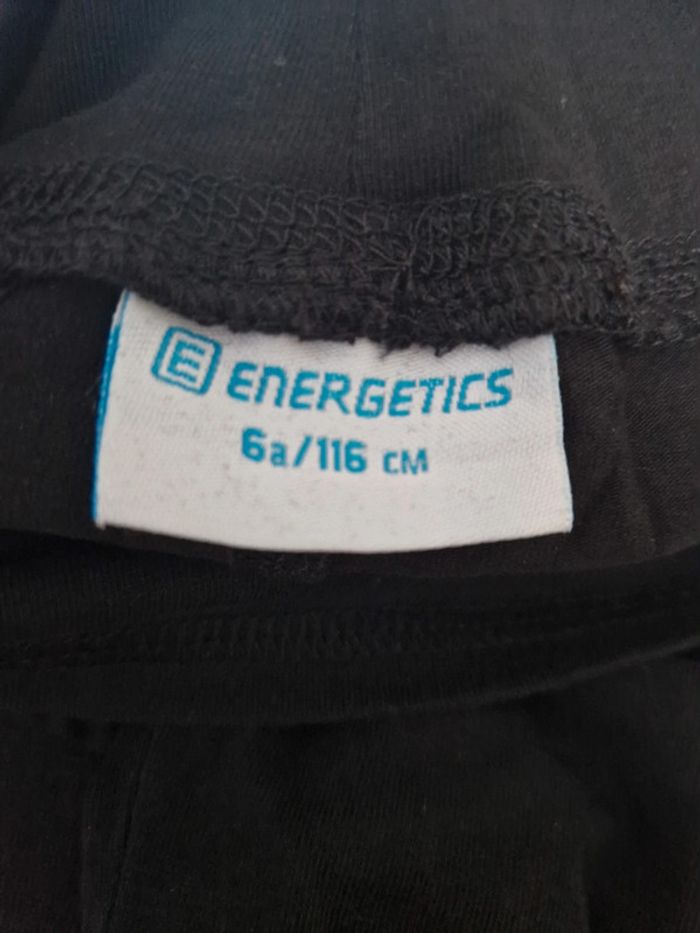 E ENERGETICS
6a/116 cm